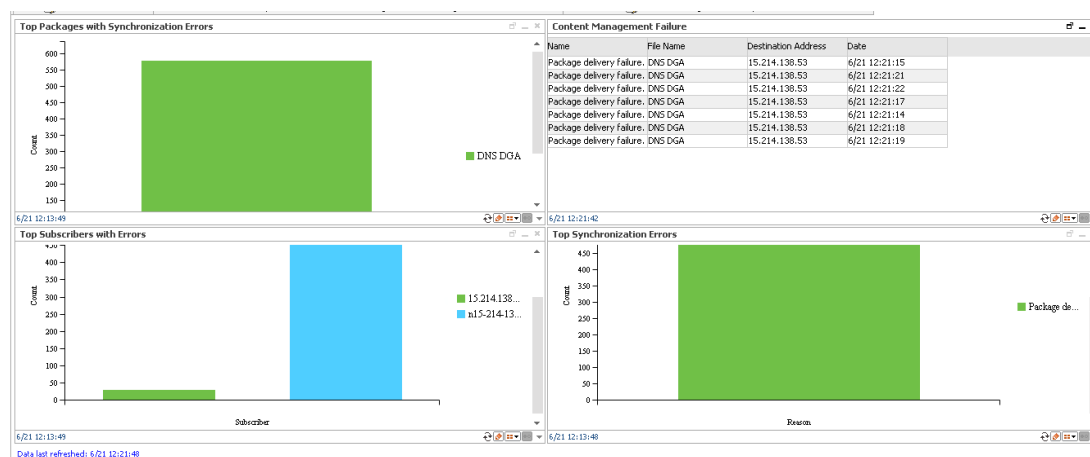 Top Packages with Synchronization Errors
600
550
500
450
400
350
300
250
200
150
Count
DNS DGA
6/21 12:13:49
Content Management Failure
Name File Name Destination Address Date
Package delivery failure. DNS DGA 15.214.138.53 6/21 12:21:15
Package delivery failure. DNS DGA 15.214.138.53 6/21 12:21:21
Package delivery failure. DNS DGA 15.214.138.53 6/21 12:21:22
Package delivery failure. DNS DGA 15.214.138.53 6/21 12:21:17
Package delivery failure. DNS DGA 15.214.138.53 6/21 12:21:14
Package delivery failure. DNS DGA 15.214.138.53 6/21 12:21:18
Package delivery failure. DNS DGA 15.214.138.53 6/21 12:21:19
6/21 12:21:42
Top Subscribers with Errors
450
400
350
300
250
200
150
100
50
0
Count
Subscriber
15.214.138...
n15-214-13...
6/21 12:13:49
Top Synchronization Errors
450
400
350
300
250
200
150
100
50
0
Count
Reason
Package de...
6/21 12:13:48
Data last refreshed: 6/21 12:21:48